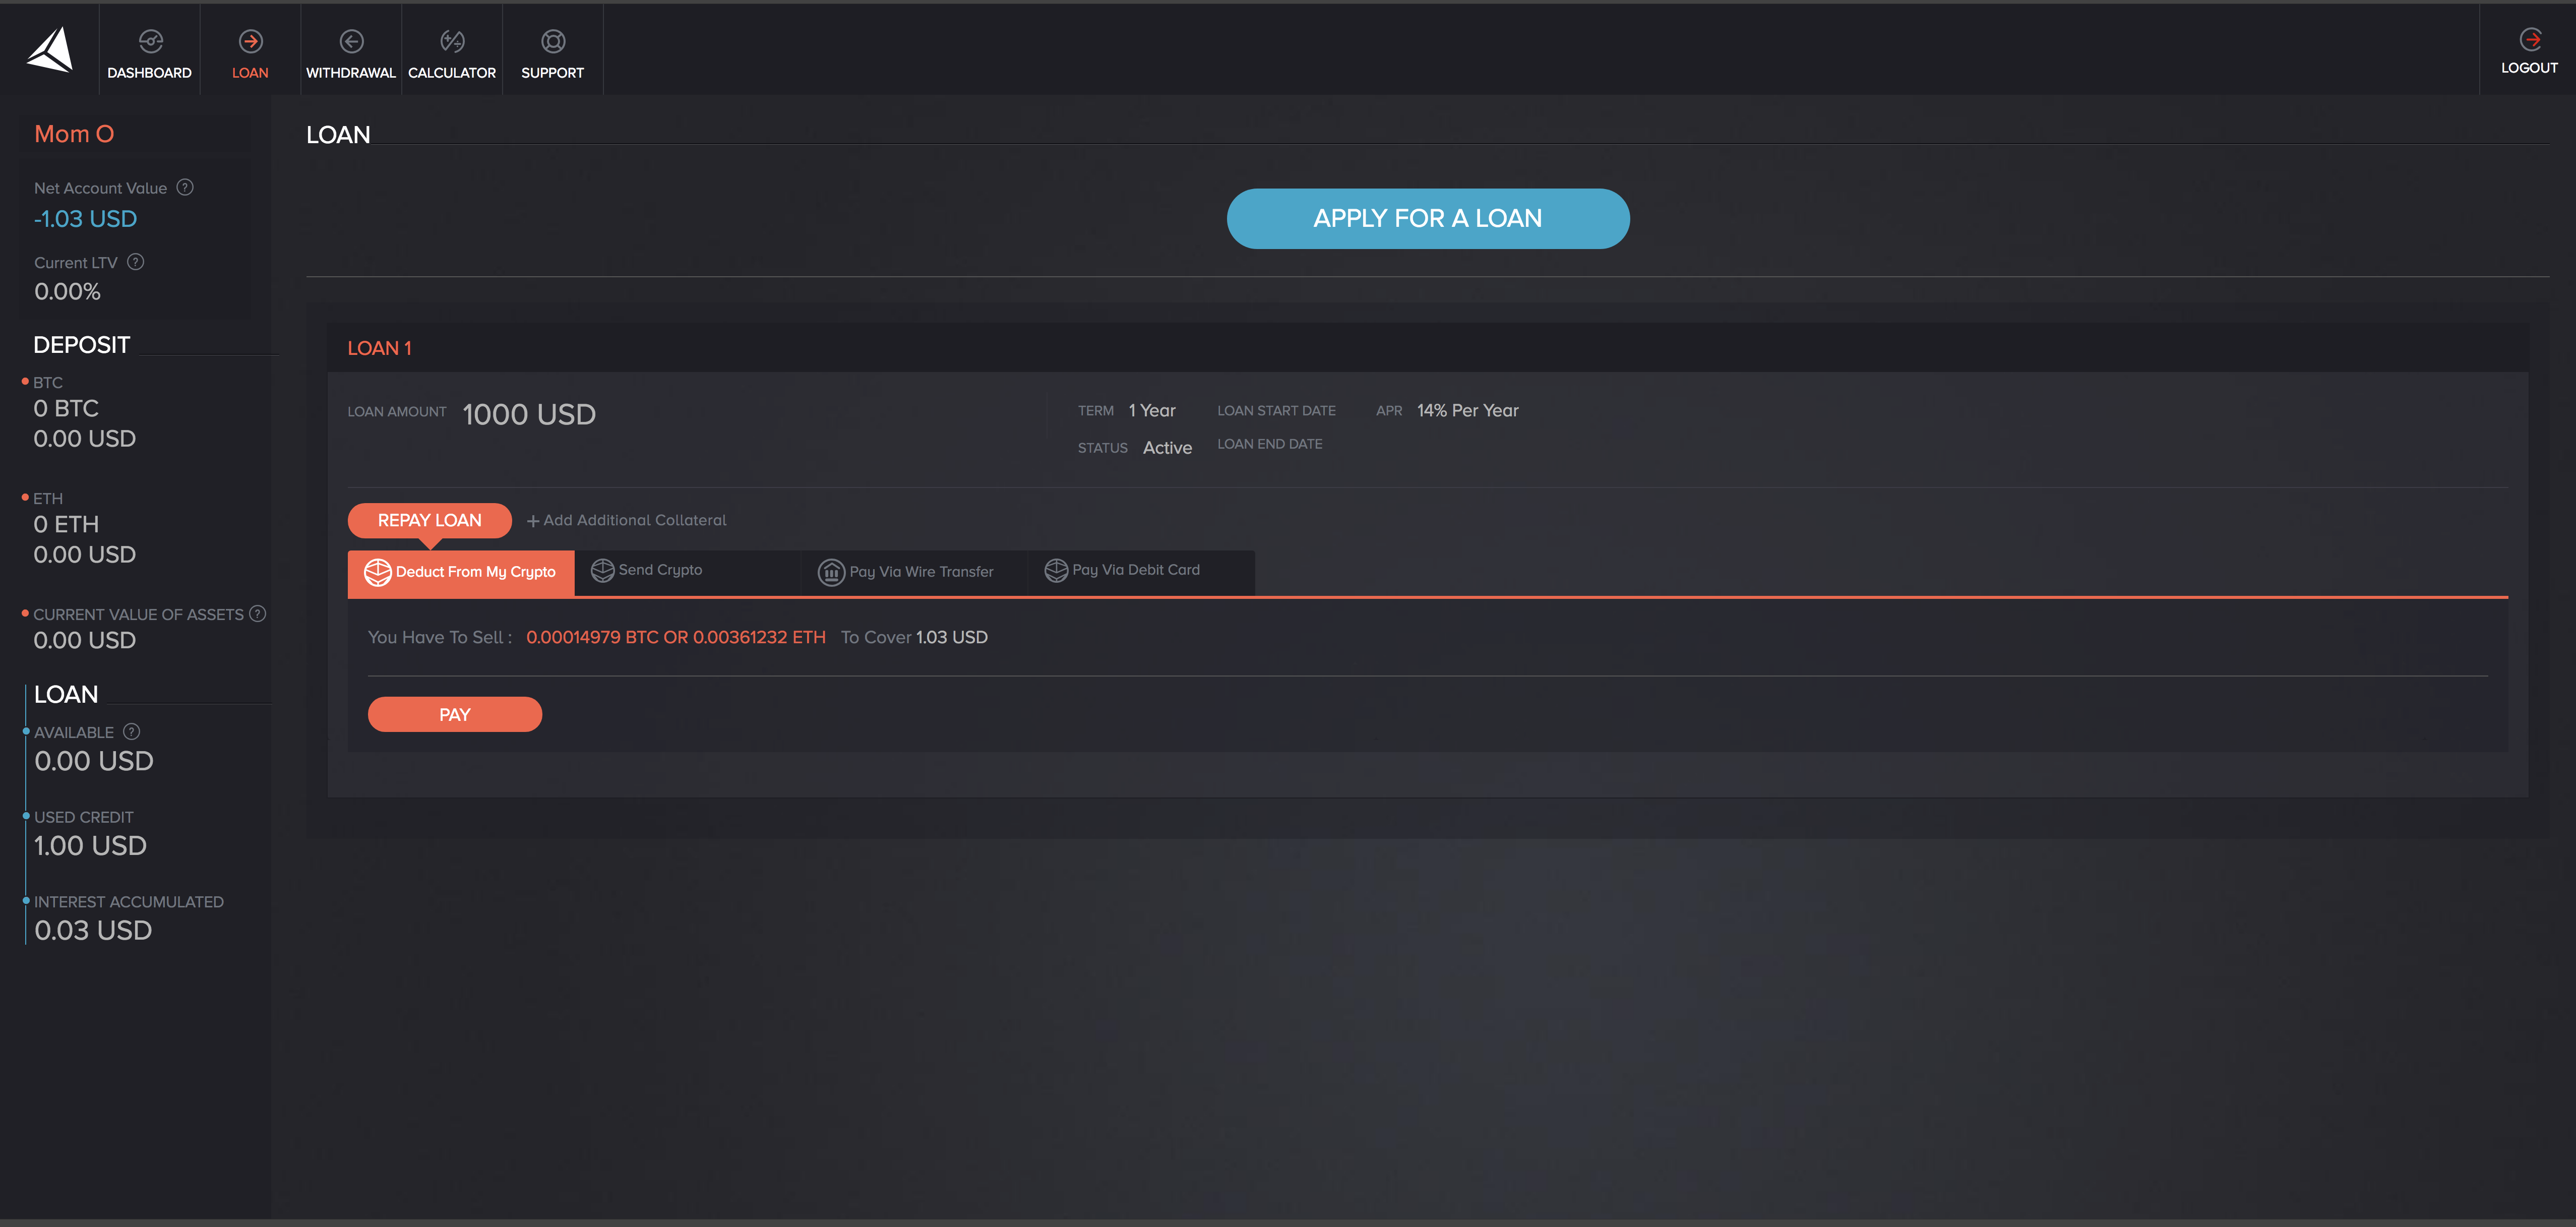 DASHBOARD
LOAN
WITHDRAWAL
CALCULATOR
SUPPORT
LOGOUT
Mom O
Net Account Value ?
-1.03 USD
Current LTV ?
0.00%
DEPOSIT
BTC
0 BTC
0.00 USD
ETH
0 ETH
0.00 USD
CURRENT VALUE OF ASSETS ?
0.00 USD
LOAN
AVAILABLE ?
0.00 USD
USED CREDIT
1.00 USD
INTEREST ACCUMULATED
0.03 USD
LOAN
APPLY FOR A LOAN
LOAN 1
LOAN AMOUNT 1000 USD
TERM 1 Year
LOAN START DATE
APR 14% Per Year
STATUS Active
LOAN END DATE
REPAY LOAN
+ Add Additional Collateral
Deduct From My Crypto
Send Crypto
Pay Via Wire Transfer
Pay Via Debit Card
You Have To Sell : 0.00014979 BTC OR 0.00361232 ETH To Cover 1.03 USD
PAY